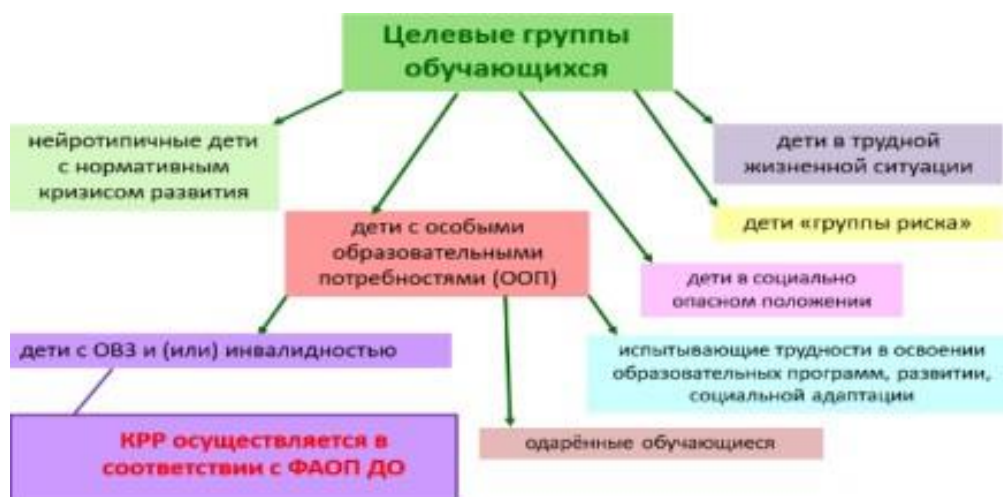 Целевые группы
обучающихся
нейротипичные дети
с нормативным
кризисом развития
дети в трудной
жизненной ситуации
дети «группы риска»
дети с особыми
образовательными
потребностями (ООП)
дети в социально
опасном положении
дети с ОВЗ и (или) инвалидностью
испытывающие трудности в освоении
образовательных программ, развитии,
социальной адаптации
КРР осуществляется в
соответствии с ФАОП ДО
одарённые обучающиеся